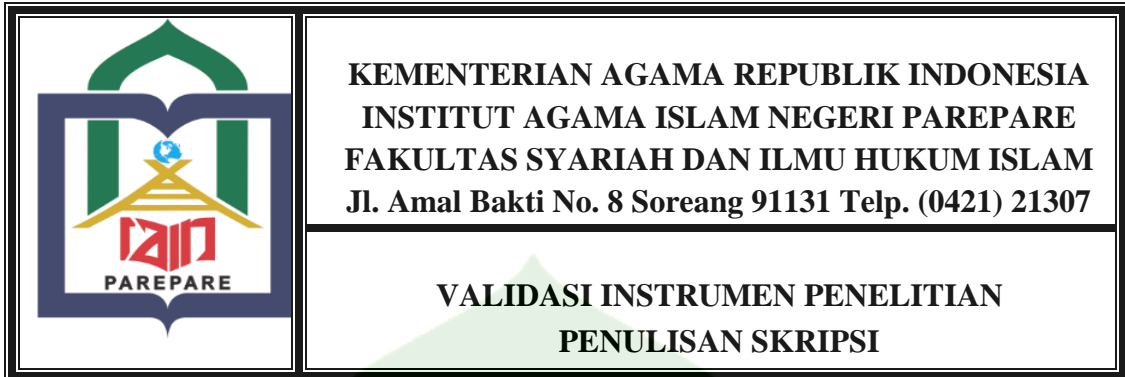 iain
PAREPARE
KEMENTERIAN AGAMA REPUBLIK INDONESIA
INSTITUT AGAMA ISLAM NEGERI PAREPARE
FAKULTAS SYARIAH DAN ILMU HUKUM ISLAM
Jl. Amal Bakti No. 8 Soreang 91131 Telp. (0421) 21307
VALIDASI INSTRUMEN PENELITIAN
PENULISAN SKRIPSI